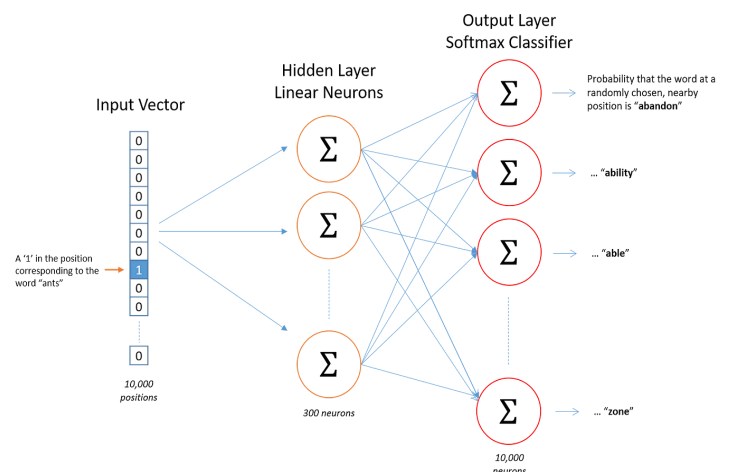 Output Layer
Softmax Classifier
Hidden Layer
Linear Neurons
Input Vector
0
0
0
0
0
0
0
1
0
0
0
A ‘1’ in the position
corresponding to the
word “ants”
10,000
positions
Σ
Σ
Σ
300 neurons
Σ
Σ
Σ
Σ
10,000
neurons
Probability that the word at a
randomly chosen, nearby
position is “abandon”
... “ability”
... “able”
... “zone”